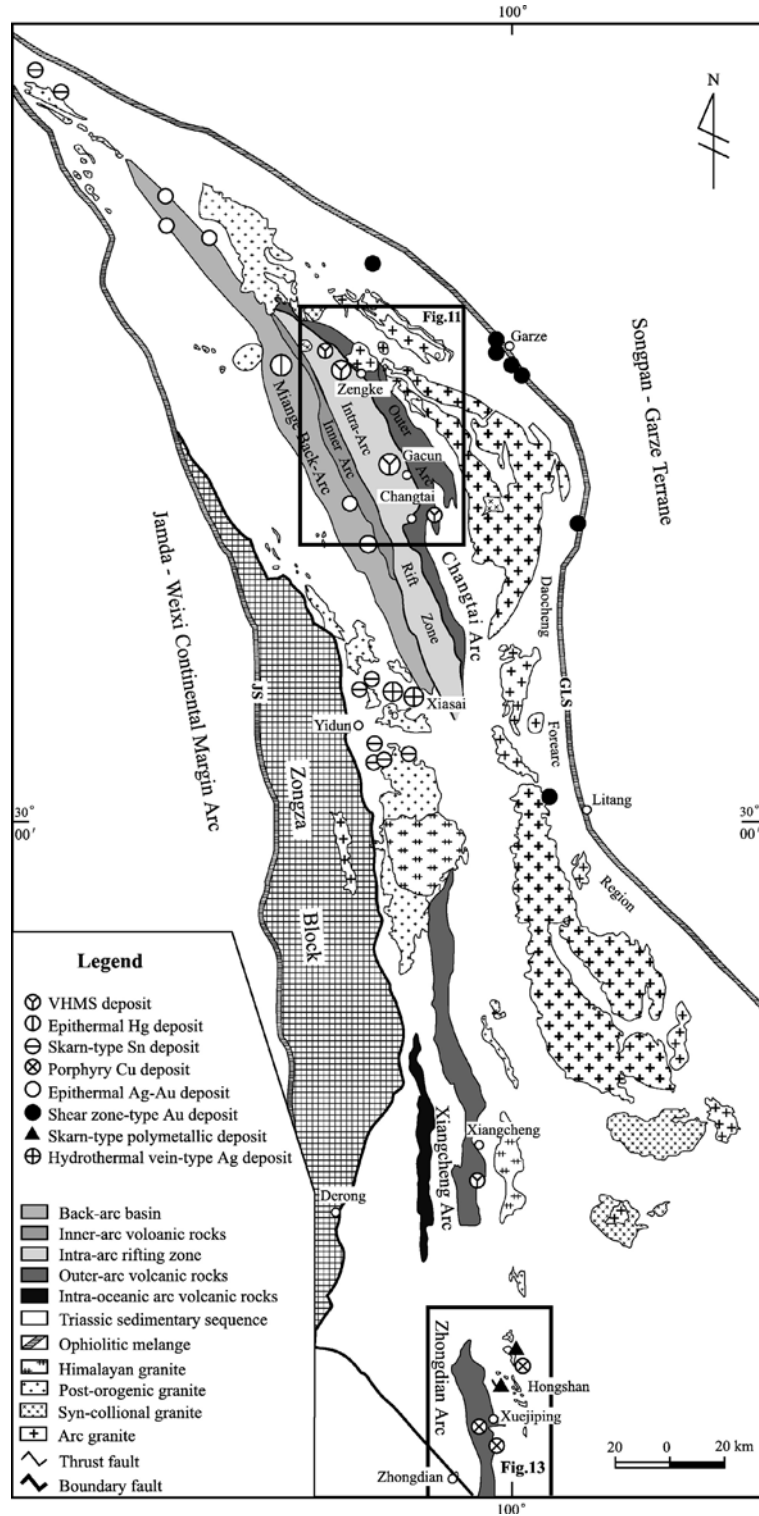 100°
N
Fig.11
Garze
Songpan - Garze Terrane
Zengke
Miange Back-Arc
Inner Arc
Intra-Arc
Outer
Arc
Gacun
Changtai
Rift
Zone
Changtai Arc
Daocheng
Jamda - Weixi Continental Margin Arc
JS
GLS
Xiasai
Yidun
Forearc
Zongza
Block
Litang
30°
00'
30°
00'
Region
Legend
VHMS deposit
Epithermal Hg deposit
Skarn-type Sn deposit
Porphyry Cu deposit
Epithermal Ag-Au deposit
Shear zone-type Au deposit
Skarn-type polymetallic deposit
Hydrothermal vein-type Ag deposit
Back-arc basin
Inner-arc voloanic rocks
Intra-arc rifting zone
Outer-arc volcanic rocks
Intra-oceanic arc volcanic rocks
Triassic sedimentary sequence
Ophiolitic melange
Himalayan granite
Post-orogenic granite
Syn-collional granite
Arc granite
Thrust fault
Boundary fault
Xiangcheng
Xiangcheng Arc
Derong
Zhongdian Arc
Hongshan
Xuejiping
Fig.13
Zhongdian
20 0 20 km
100°